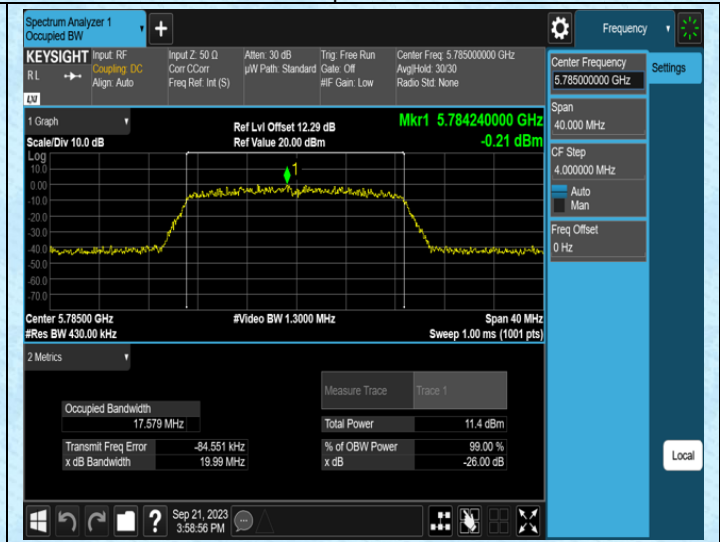 Spectrum Analyzer 1
Occupied BW
+
Frequency
KEYSIGHT
RL
Input: RF
Coupling: DC
Align: Auto
Input Z: 50 Ω
Corr CCorr
Freq Ref: Int (S)
Atten: 30 dB
µW Path: Standard
Trig: Free Run
Gate: Off
#IF Gain: Low
Center Freq: 5.785000000 GHz
Avg|Hold: 30/30
Radio Std: None
LXI
1 Graph
Scale/Div 10.0 dB
Ref Lvl Offset 12.29 dB
Ref Value 20.00 dBm
Mkr1 5.784240000 GHz
-0.21 dBm
Log
10.0
0.00
-10.0
-20.0
-30.0
-40.0
-50.0
-60.0
-70.0
1
Center 5.78500 GHz
#Res BW 430.00 kHz
#Video BW 1.3000 MHz
Span 40 MHz
Sweep 1.00 ms (1001 pts)
2 Metrics
Measure Trace Trace 1
Occupied Bandwidth
17.579 MHz
Total Power 11.4 dBm
Transmit Freq Error -84.551 kHz
% of OBW Power 99.00 %
x dB Bandwidth 19.99 MHz
x dB -26.00 dB
?
Sep 21, 2023
3:58:56 PM
Center Frequency
5.785000000 GHz
Span
40.000 MHz
CF Step
4.000000 MHz
Auto
Man
Freq Offset
0 Hz
Settings
Local